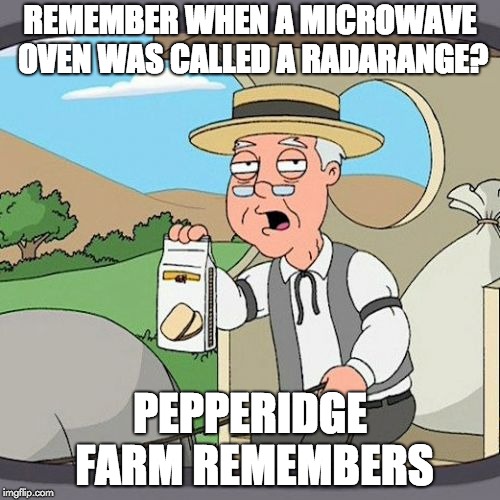 REMEMBER WHEN A MICROWAVE
OVEN WAS CALLED A RADARANGE?
PEPPERIDGE
FARM REMEMBERS
imgflip.com